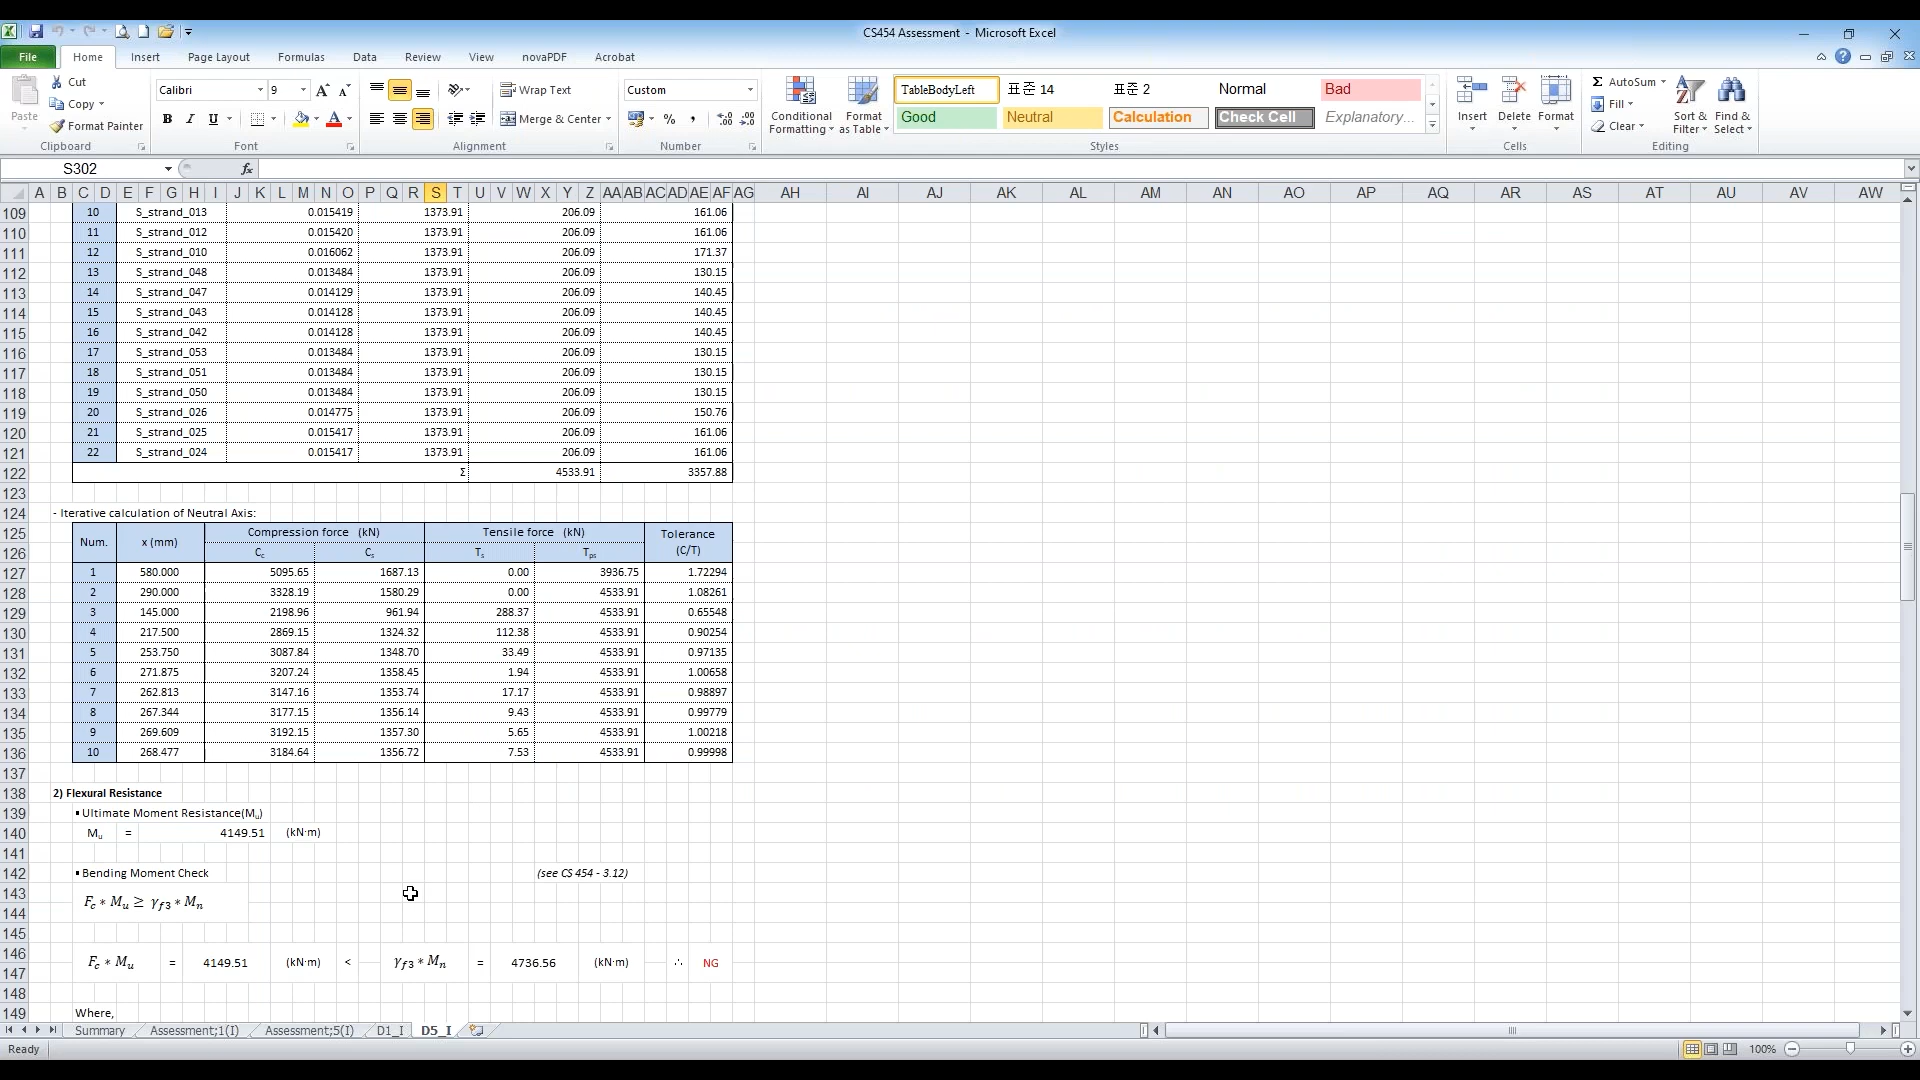 CS454 Assessment - Microsoft Excel
File Home Insert Page Layout Formulas Data Review View novaPDF Acrobat
Paste Cut Copy Format Painter Clipboard
Calibri 9 Font
Wrap Text Merge & Center Alignment
Custom Number
Conditional Formatting Format as Table
TableBodyLeft 표준 14 표준 2 Normal Bad
Good Neutral Calculation Check Cell Explanatory...
Styles
Insert Delete Format Cells
AutoSum Fill Clear Sort & Filter Find & Select Editing
S302 fx
A B C D E F G H I J K L M N O P Q R S T U V W X Y Z AA AB AC AD AE AF AG AH AI AJ AK AL AM AN AO AP AQ AR AS AT AU AV AW
109 10 S_strand_013 0.015419 1373.91 206.09 161.06
110 11 S_strand_012 0.015420 1373.91 206.09 161.06
111 12 S_strand_010 0.016062 1373.91 206.09 171.37
112 13 S_strand_048 0.013484 1373.91 206.09 130.15
113 14 S_strand_047 0.014129 1373.91 206.09 140.45
114 15 S_strand_043 0.014128 1373.91 206.09 140.45
115 16 S_strand_042 0.014128 1373.91 206.09 140.45
116 17 S_strand_053 0.013484 1373.91 206.09 130.15
117 18 S_strand_051 0.013484 1373.91 206.09 130.15
118 19 S_strand_050 0.013484 1373.91 206.09 130.15
119 20 S_strand_026 0.014775 1373.91 206.09 150.76
120 21 S_strand_025 0.015417 1373.91 206.09 161.06
121 22 S_strand_024 0.015417 1373.91 206.09 161.06
122 Σ 4533.91 3357.88
123
124 - Iterative calculation of Neutral Axis:
125 Num. x (mm) Compression force (kN) Tensile force (kN) Tolerance (C/T)
126 Cc Cs Ts Tps
127 1 580.000 5095.65 1687.13 0.00 3936.75 1.72294
128 2 290.000 3328.19 1580.29 0.00 4533.91 1.08261
129 3 145.000 2198.96 961.94 288.37 4533.91 0.65548
130 4 217.500 2869.15 1324.32 112.38 4533.91 0.90254
131 5 253.750 3087.84 1348.70 33.49 4533.91 0.97135
132 6 271.875 3207.24 1358.45 1.94 4533.91 1.00658
133 7 262.813 3147.16 1353.74 17.17 4533.91 0.98897
134 8 267.344 3177.15 1356.14 9.43 4533.91 0.99779
135 9 269.609 3192.15 1357.30 5.65 4533.91 1.00218
136 10 268.477 3184.64 1356.72 7.53 4533.91 0.99998
137
138 2) Flexural Resistance
139 ▪ Ultimate Moment Resistance(Mu)
140 Mu = 4149.51 (kN·m)
141
142 ▪ Bending Moment Check (see CS 454 - 3.12)
143 Fc * Mu ≥ γf3 * Mn
144
145
146 Fc * Mu = 4149.51 (kN·m) < γf3 * Mn = 4736.56 (kN·m) ∴ NG
147
148
149 Where,
Summary Assessment;1(I) Assessment;5(I) D1_I D5_I
Ready 100%